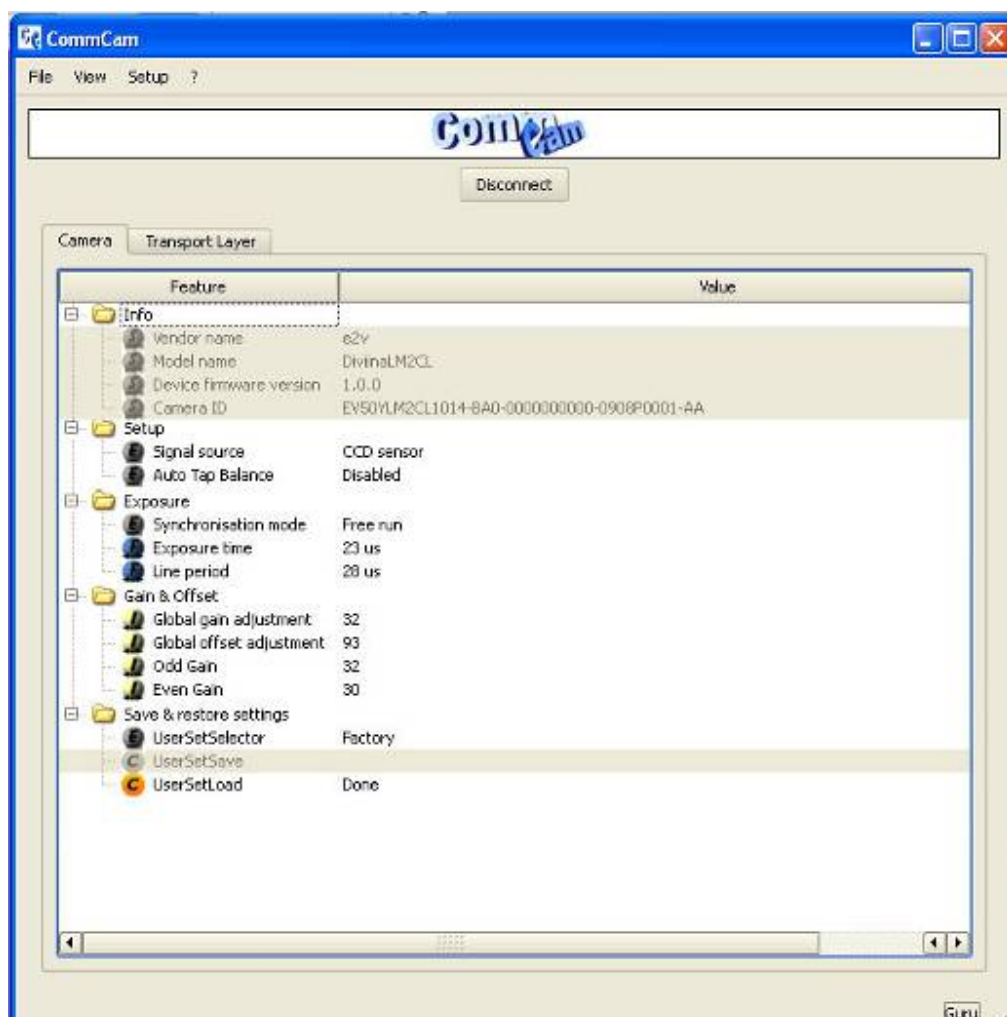 CommCam
File View Setup ?
CommCam
Disconnect
Camera Transport Layer
Feature Value
Info
Vendor name e2v
Model name DiviinaLM2CL
Device firmware version 1.0.0
Camera ID EV50YLM2CL1014-BA0-0000000000-0908P0001-AA
Setup
Signal source CCD sensor
Auto Tap Balance Disabled
Exposure
Synchronisation mode Free run
Exposure time 23 us
Line period 28 us
Gain & Offset
Global gain adjustment 32
Global offset adjustment 93
Odd Gain 32
Even Gain 30
Save & restore settings
UserSetSelector Factory
UserSetSave
UserSetLoad Done
Guru